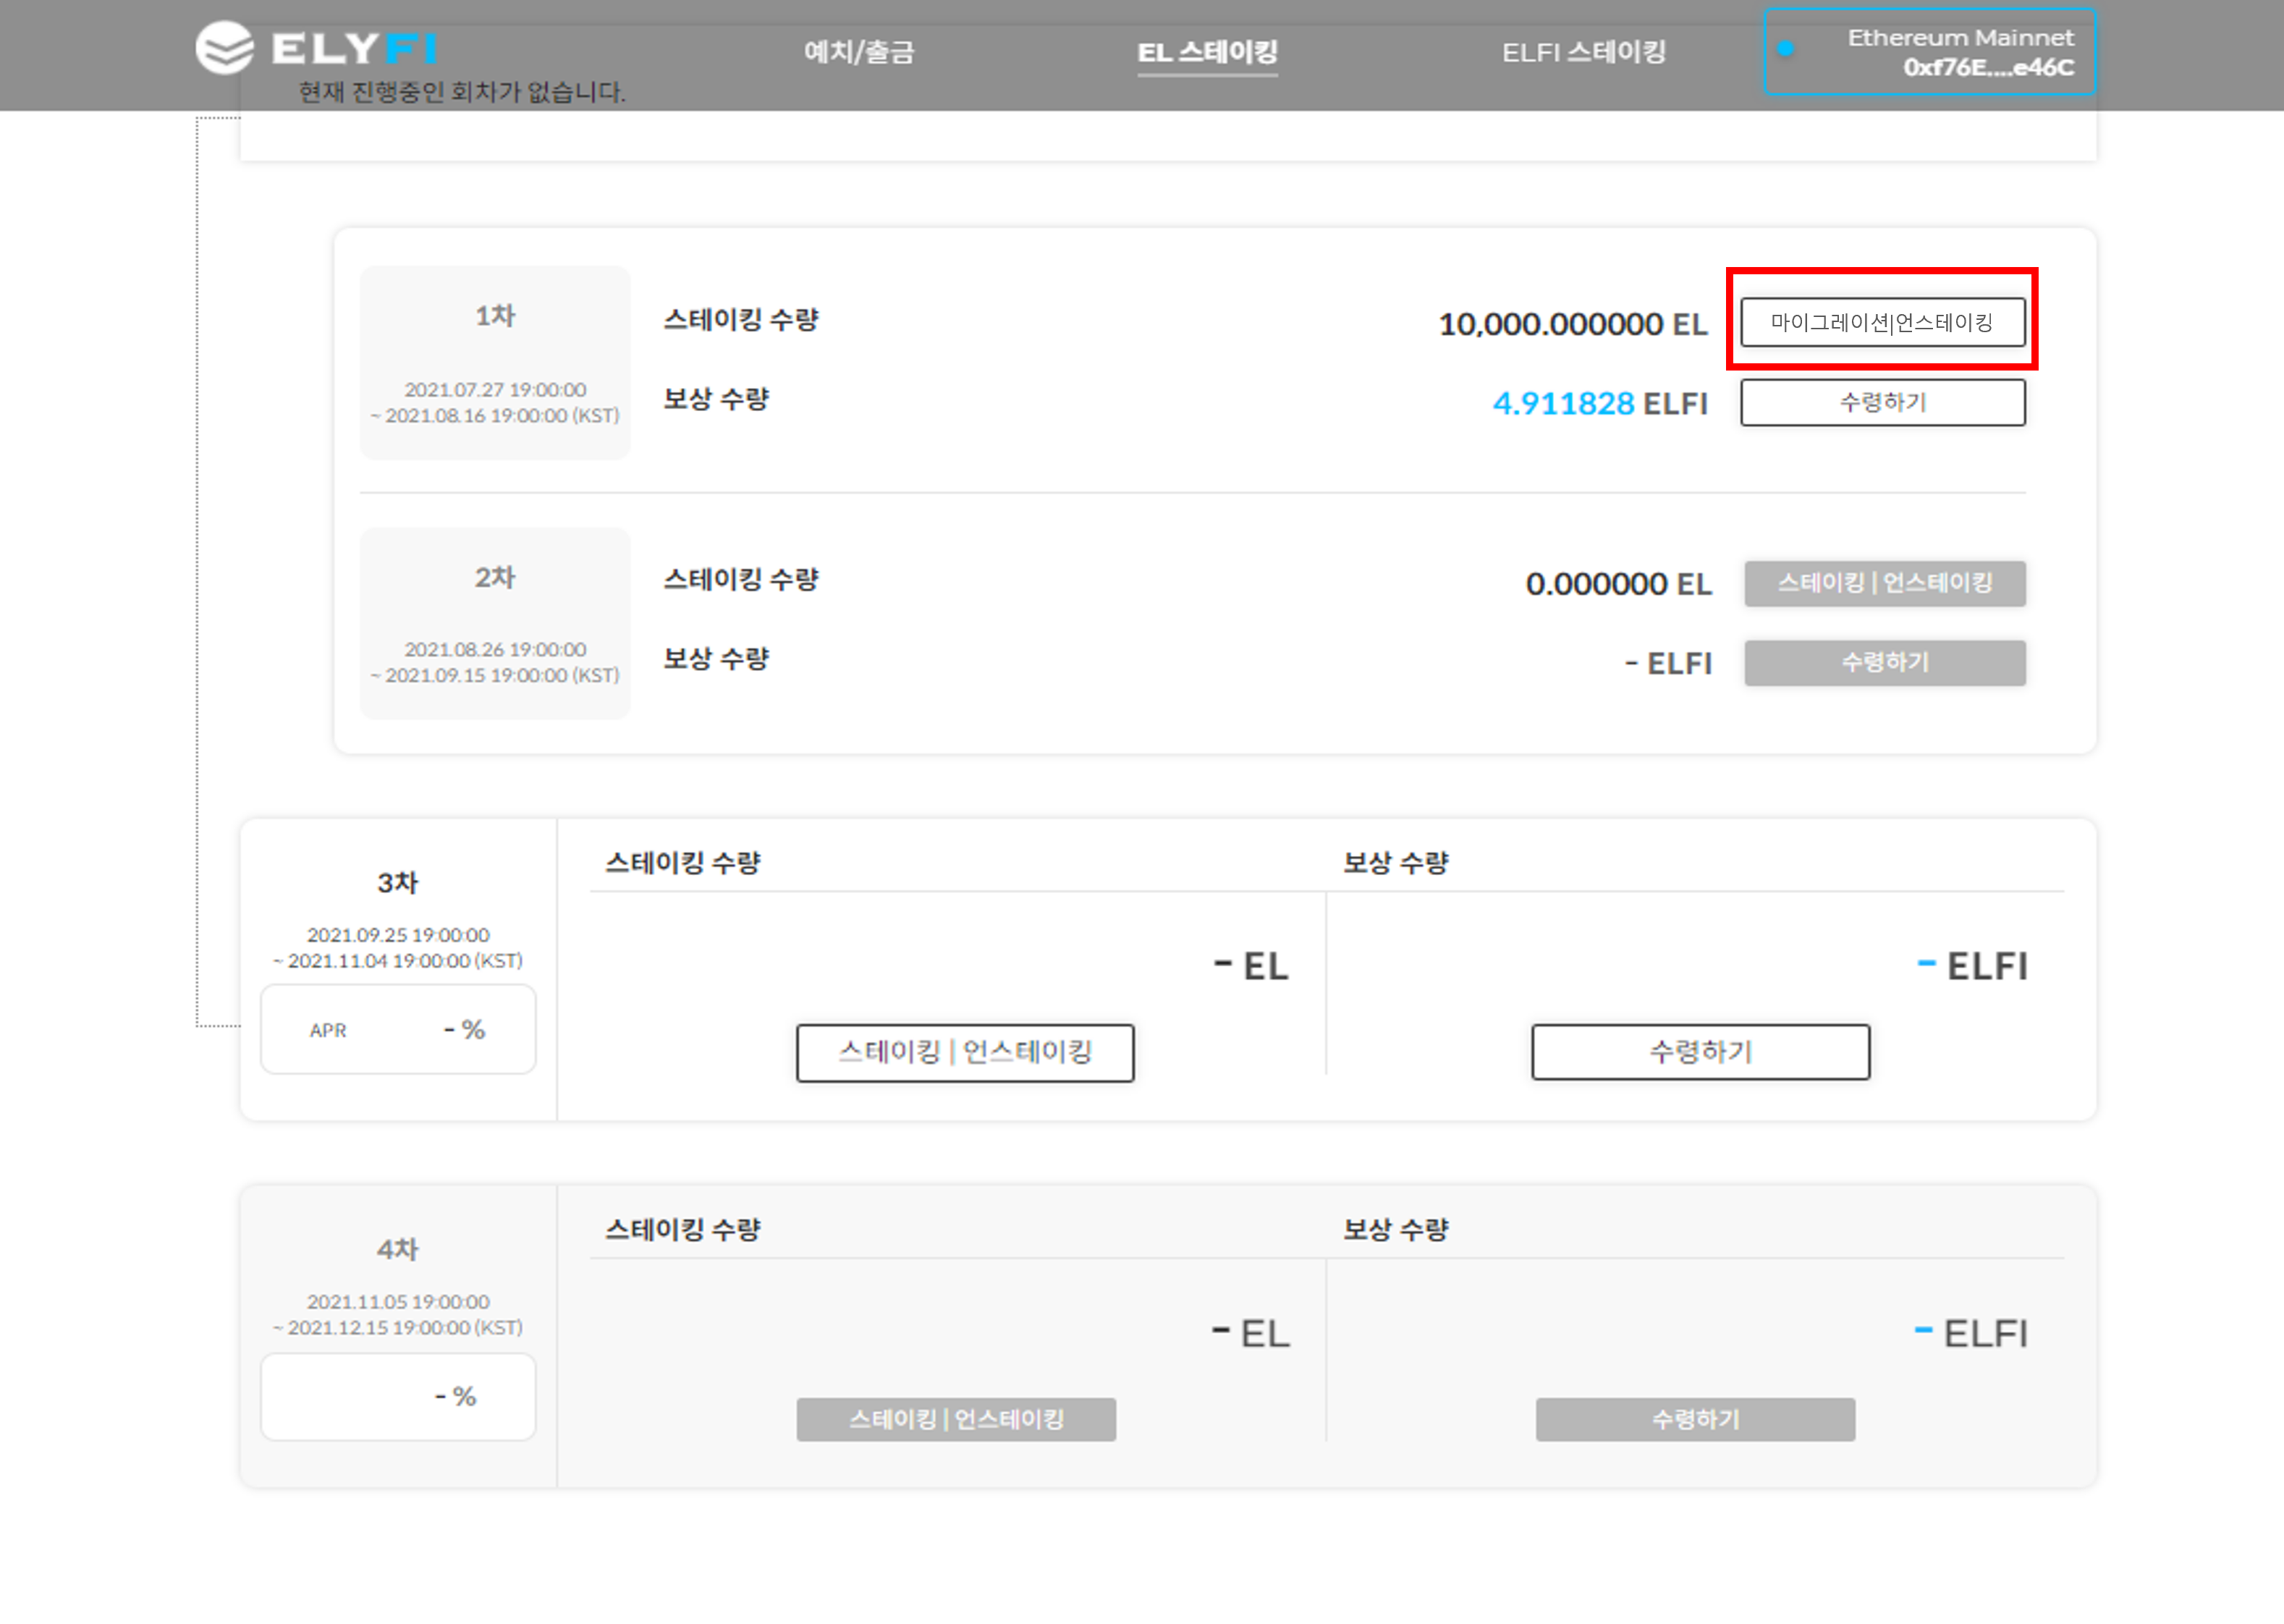 ELYFI
예치/출금
EL 스테이킹
ELFI 스테이킹
Ethereum Mainnet
0xf76E....e46C
현재 진행중인 회차가 없습니다.
1차
2021.07.27 19:00:00
~ 2021.08.16 19:00:00 (KST)
스테이킹 수량
10,000.000000 EL
마이그레이션|언스테이킹
보상 수량
4.911828 ELFI
수령하기
2차
2021.08.26 19:00:00
~ 2021.09.15 19:00:00 (KST)
스테이킹 수량
0.000000 EL
스테이킹 | 언스테이킹
보상 수량
- ELFI
수령하기
3차
2021.09.25 19:00:00
~ 2021.11.04 19:00:00 (KST)
APR - %
스테이킹 수량
- EL
스테이킹 | 언스테이킹
보상 수량
- ELFI
수령하기
4차
2021.11.05 19:00:00
~ 2021.12.15 19:00:00 (KST)
- %
스테이킹 수량
- EL
스테이킹 | 언스테이킹
보상 수량
- ELFI
수령하기